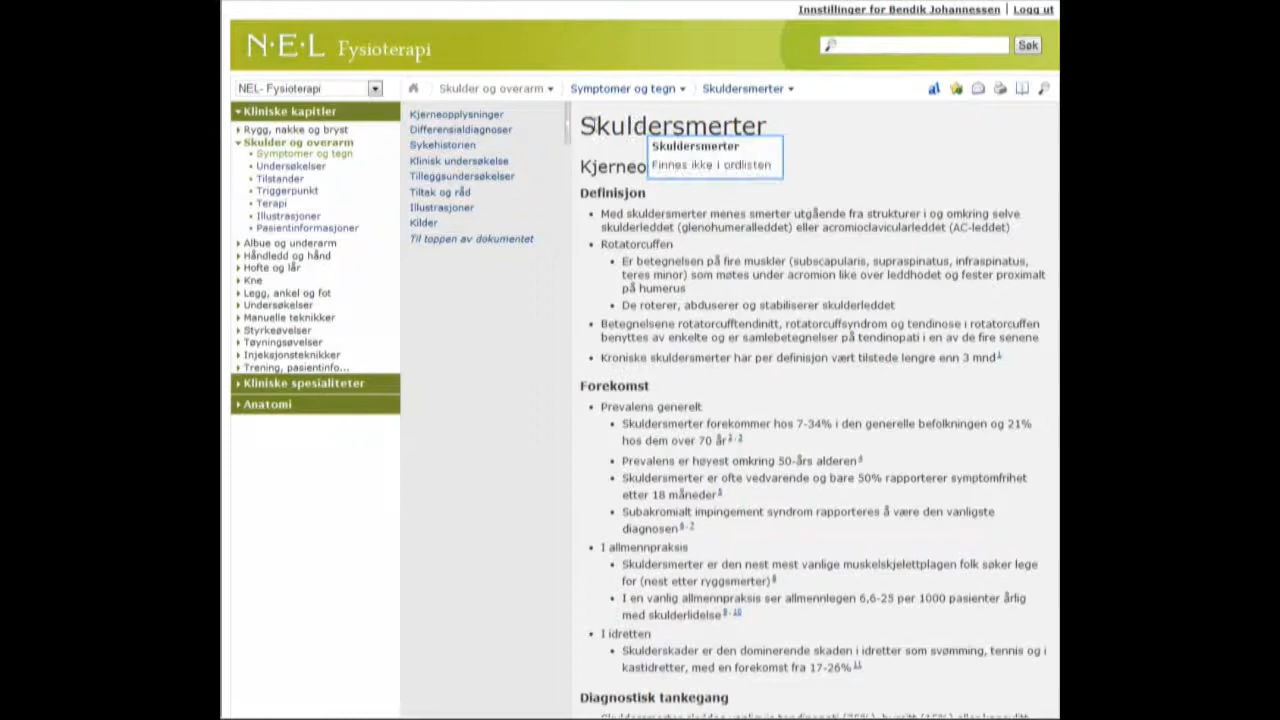 Innstillinger for Bendik Johannessen | Logg ut
N·E·L Fysioterapi
Søk
NEL- Fysioterapi
Skulder og overarm
Symptomer og tegn
Skuldersmerter
Kliniske kapitler
Rygg, nakke og bryst
Skulder og overarm
Symptomer og tegn
Undersøkelser
Tilstander
Triggerpunkt
Terapi
Illustrasjoner
Pasientinformasjoner
Albue og underarm
Håndledd og hånd
Hofte og lår
Kne
Legg, ankel og fot
Undersøkelser
Manuelle teknikker
Styrkeøvelser
Tøyningsøvelser
Injeksjonsteknikker
Trening, pasientinfo...
Kliniske spesialiteter
Anatomi
Kjerneopplysninger
Differensialdiagnoser
Sykehistorien
Klinisk undersøkelse
Tilleggsundersøkelser
Tiltak og råd
Illustrasjoner
Kilder
Til toppen av dokumentet
Skuldersmerter
Skuldersmerter
Finnes ikke i ordlisten
Kjerneo
Definisjon
Med skuldersmerter menes smerter utgående fra strukturer i og omkring selve
skulderleddet (glenohumeralleddet) eller acromioclavicularleddet (AC-leddet)
Rotatorcuffen
Er betegnelsen på fire muskler (subscapularis, supraspinatus, infraspinatus,
teres minor) som møtes under acromion like over leddhodet og fester proximalt
på humerus
De roterer, abduserer og stabiliserer skulderleddet
Betegnelsene rotatorcufftendinitt, rotatorcuffsyndrom og tendinose i rotatorcuffen
benyttes av enkelte og er samlebetegnelser på tendinopati i en av de fire senene
Kroniske skuldersmerter har per definisjon vært tilstede lengre enn 3 mnd1
Forekomst
Prevalens generelt
Skuldersmerter forekommer hos 7-34% i den generelle befolkningen og 21%
hos dem over 70 år
Prevalens er høyest omkring 50-års alderen
Skuldersmerter er ofte vedvarende og bare 50% rapporterer symptomfrihet
etter 18 måneder
Subakromialt impingement syndrom rapporteres å være den vanligste
diagnosen
I allmennpraksis
Skuldersmerter er den nest mest vanlige muskelskjelettplagen folk søker lege
for (nest etter ryggsmerter)
I en vanlig allmennpraksis ser allmennlegen 6,6-25 per 1000 pasienter årlig
med skulderlidelse
I idretten
Skulderskader er den dominerende skaden i idretter som svømming, tennis og i
kastidretter, med en forekomst fra 17-26%11
Diagnostisk tankegang